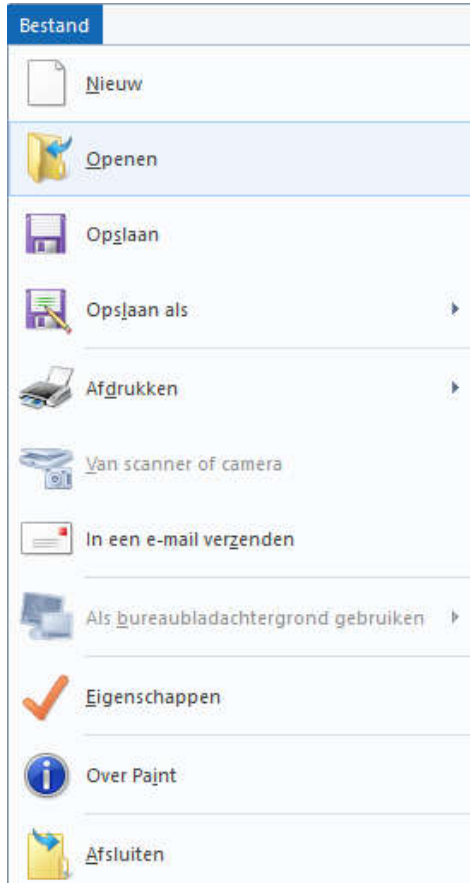 Bestand
Nieuw
Openen
Opslaan
Opslaan als
Afdrukken
Van scanner of camera
In een e-mail verzenden
Als bureaubladachtergrond gebruiken
Eigenschappen
Over Paint
Afsluiten